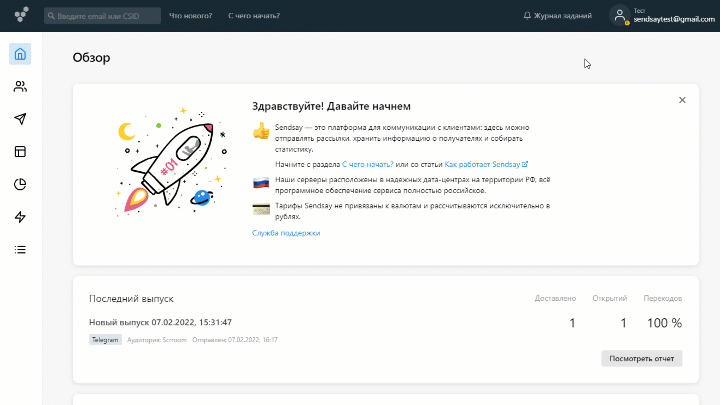 Введите email или CSID
Что нового?
С чего начать?
Журнал заданий
Тест
sendsaytest@gmail.com
Обзор
#01
Здравствуйте! Давайте начнем
Sendsay — это платформа для коммуникации с клиентами: здесь можно
отправлять рассылки, хранить информацию о получателях и собирать
статистику.
Начните с раздела С чего начать? или со статьи Как работает Sendsay
Наши серверы расположены в надежных дата-центрах на территории РФ, всё
программное обеспечение сервиса полностью российское.
Тарифы Sendsay не привязаны к валютам и рассчитываются исключительно в
рублях.
Служба поддержки
Последний выпуск
Доставлено
Открытий
Переходов
Новый выпуск 07.02.2022, 15:31:47
1
1
100 %
Telegram
Аудитория: Scrroom
Отправлен: 07.02.2022, 16:17
Посмотреть отчет